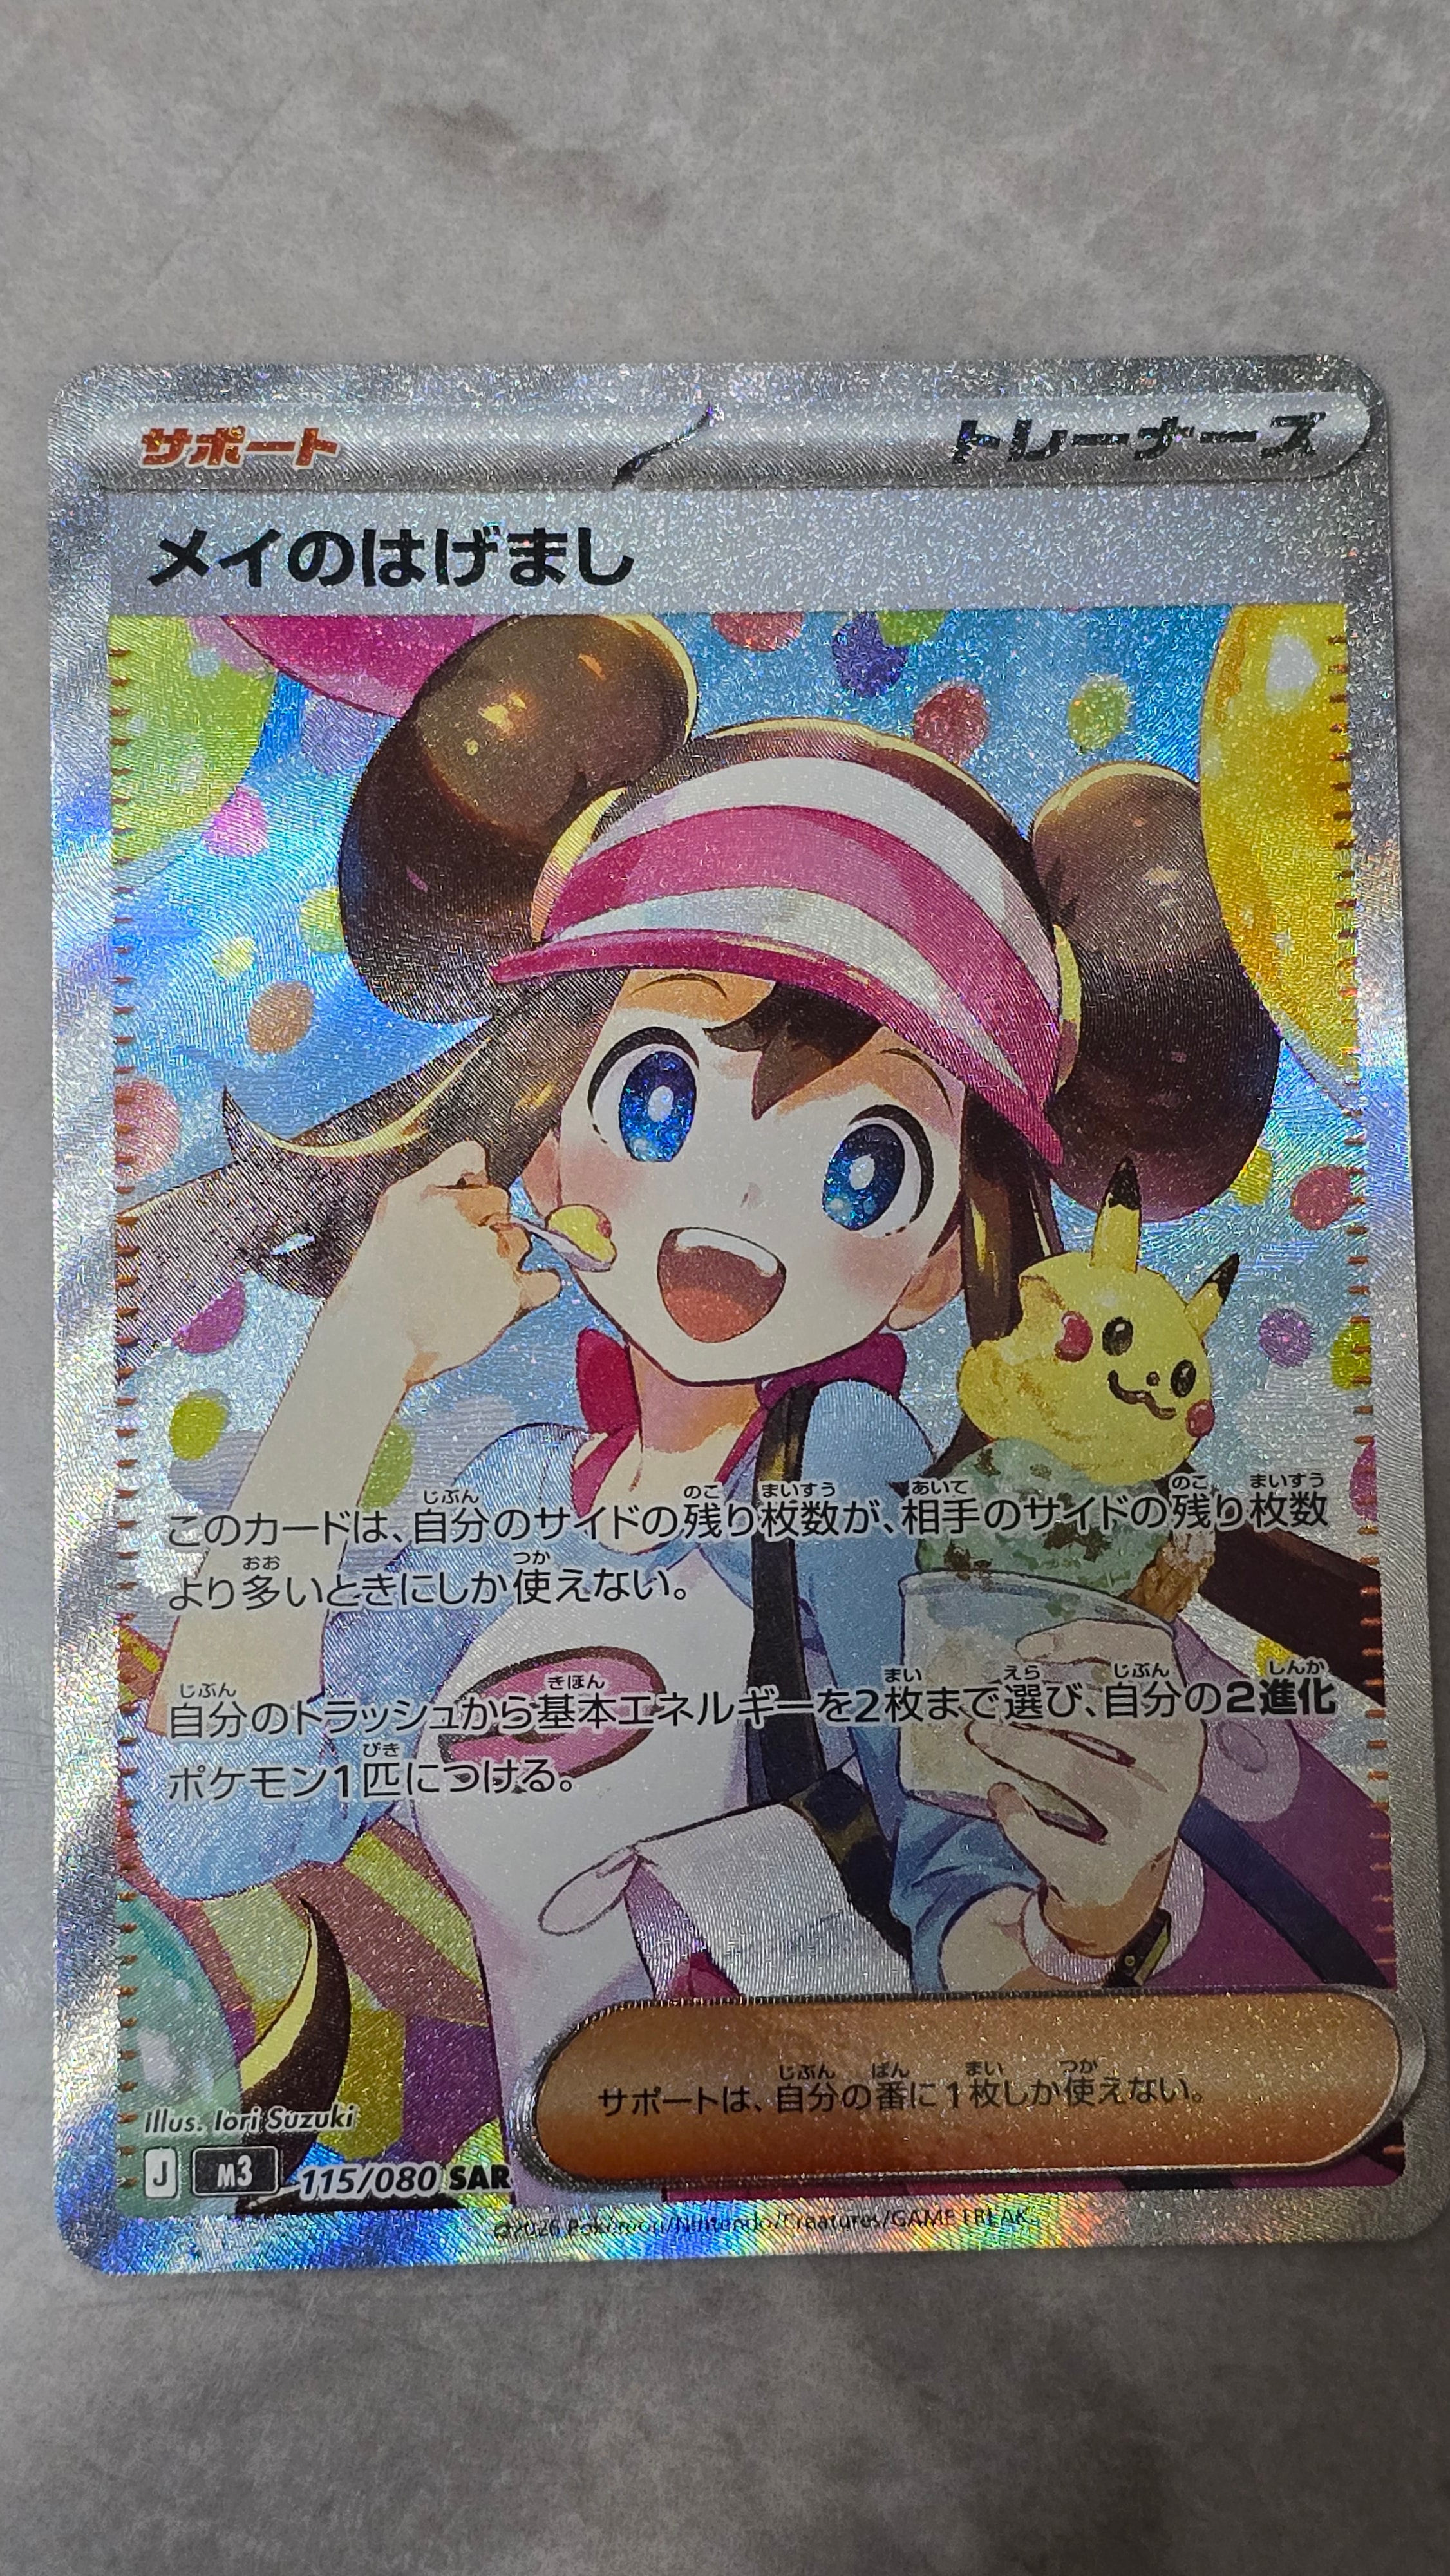 サポート
トレーナーズ
メイのはげまし
このカードは、自分のサイドの残り枚数が、相手のサイドの残り枚数
より多いときにしか使えない。
自分のトラッシュから基本エネルギーを2枚まで選び、自分の2進化
ポケモン1匹につける。
サポートは、自分の番に1枚しか使えない。
Illus. Iori Suzuki
J M3 115/080 SAR
©2026 Pokémon/Nintendo/Creatures/GAME FREAK.